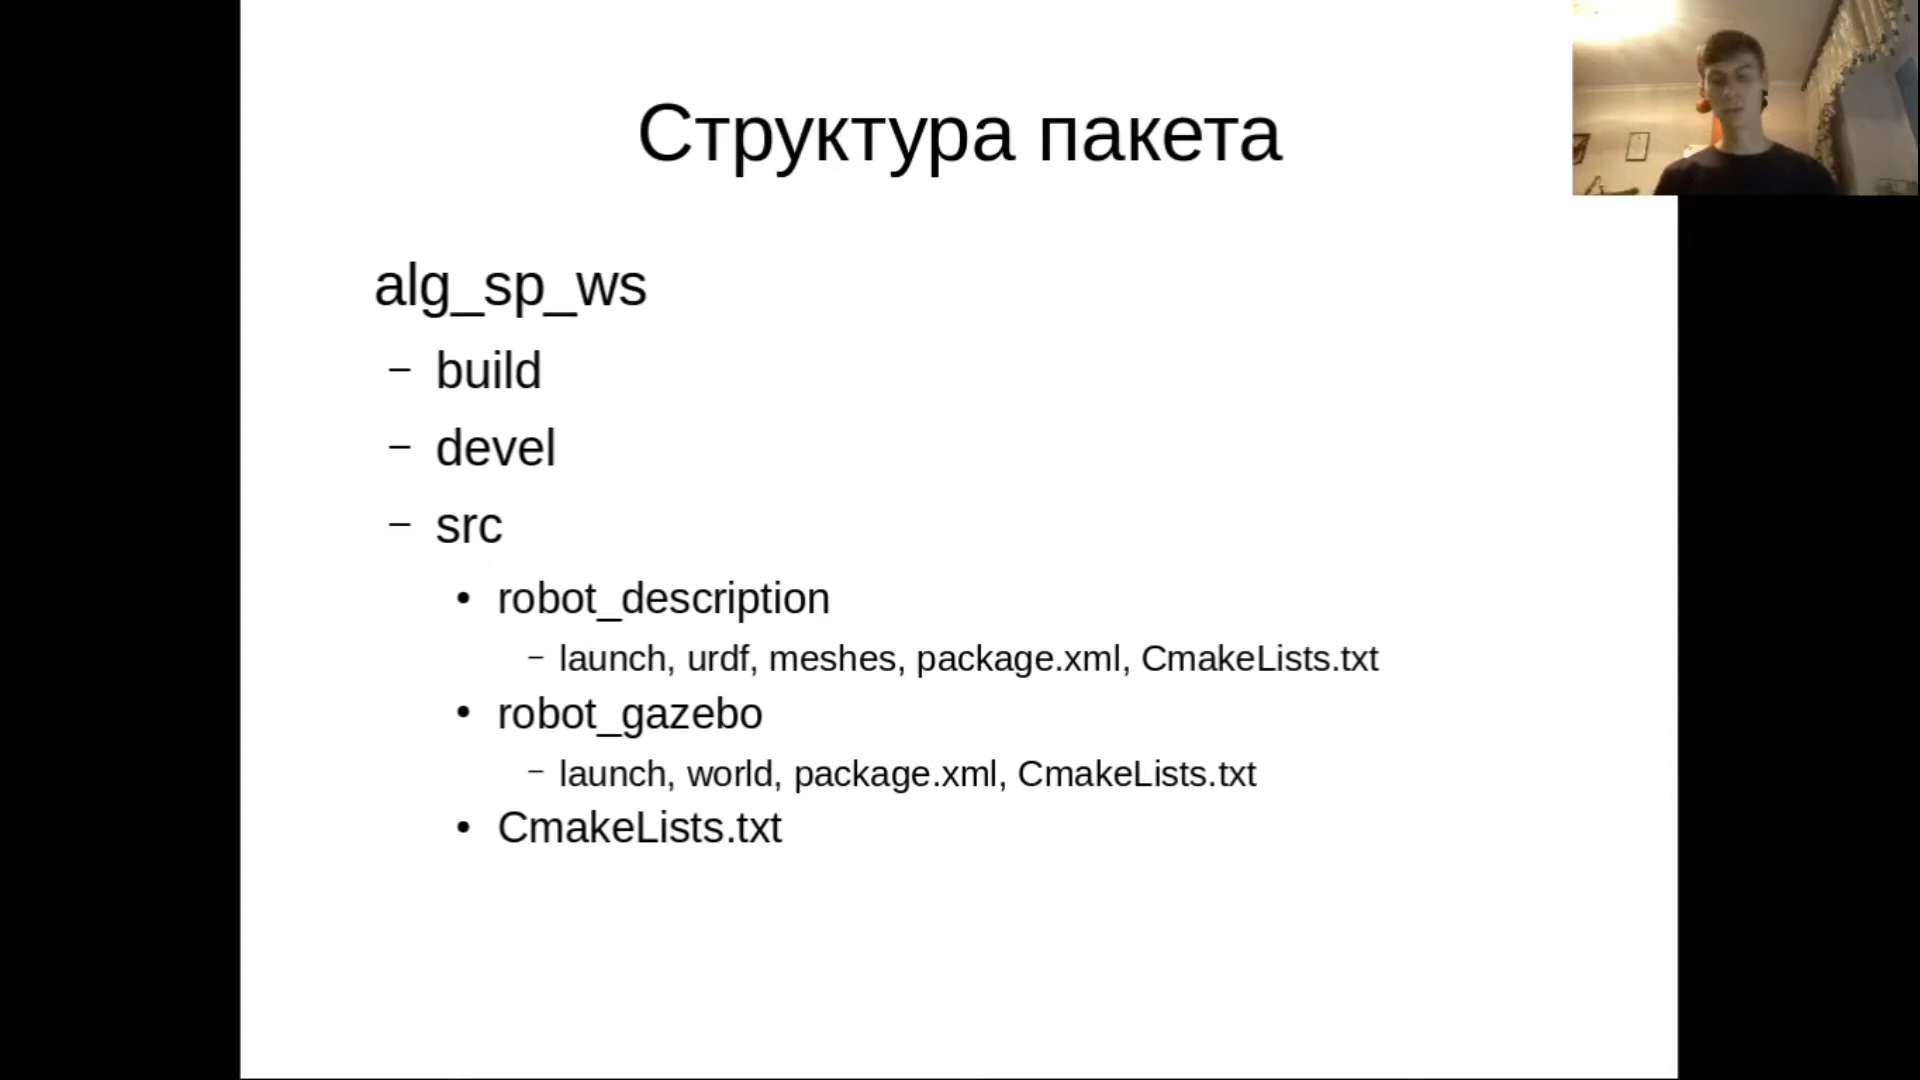 Структура пакета
alg_sp_ws
– build
– devel
– src
• robot_description
– launch, urdf, meshes, package.xml, CmakeLists.txt
• robot_gazebo
– launch, world, package.xml, CmakeLists.txt
• CmakeLists.txt